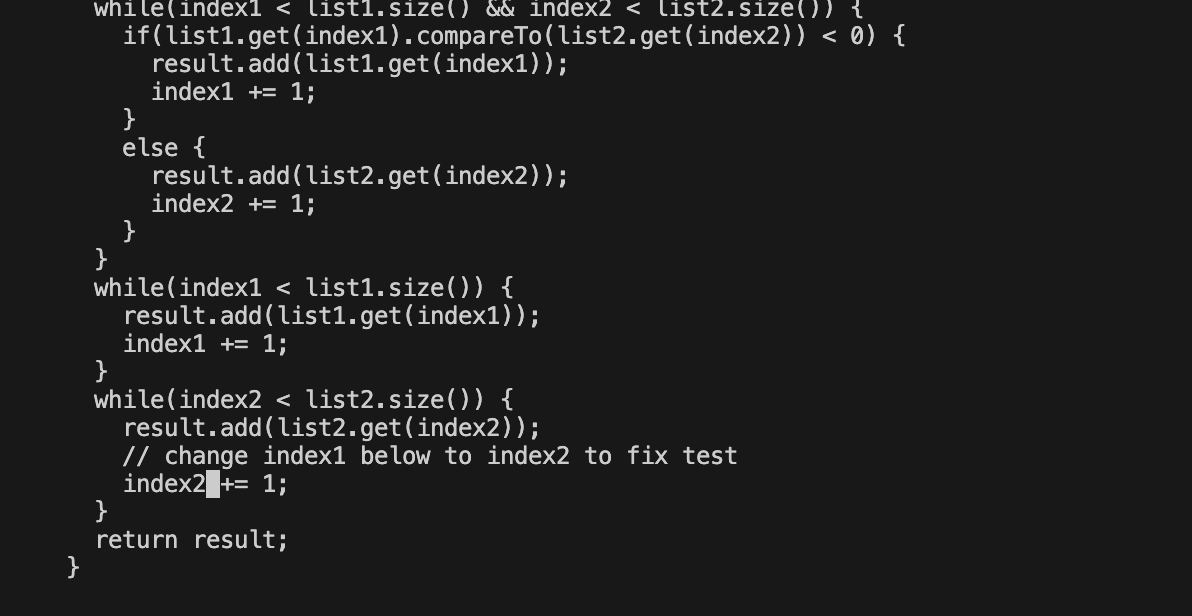 while(index1 < list1.size() && index2 < list2.size()) {
if(list1.get(index1).compareTo(list2.get(index2)) < 0) {
result.add(list1.get(index1));
index1 += 1;
}
else {
result.add(list2.get(index2));
index2 += 1;
}
}
while(index1 < list1.size()) {
result.add(list1.get(index1));
index1 += 1;
}
while(index2 < list2.size()) {
result.add(list2.get(index2));
// change index1 below to index2 to fix test
index2 += 1;
}
return result;
}